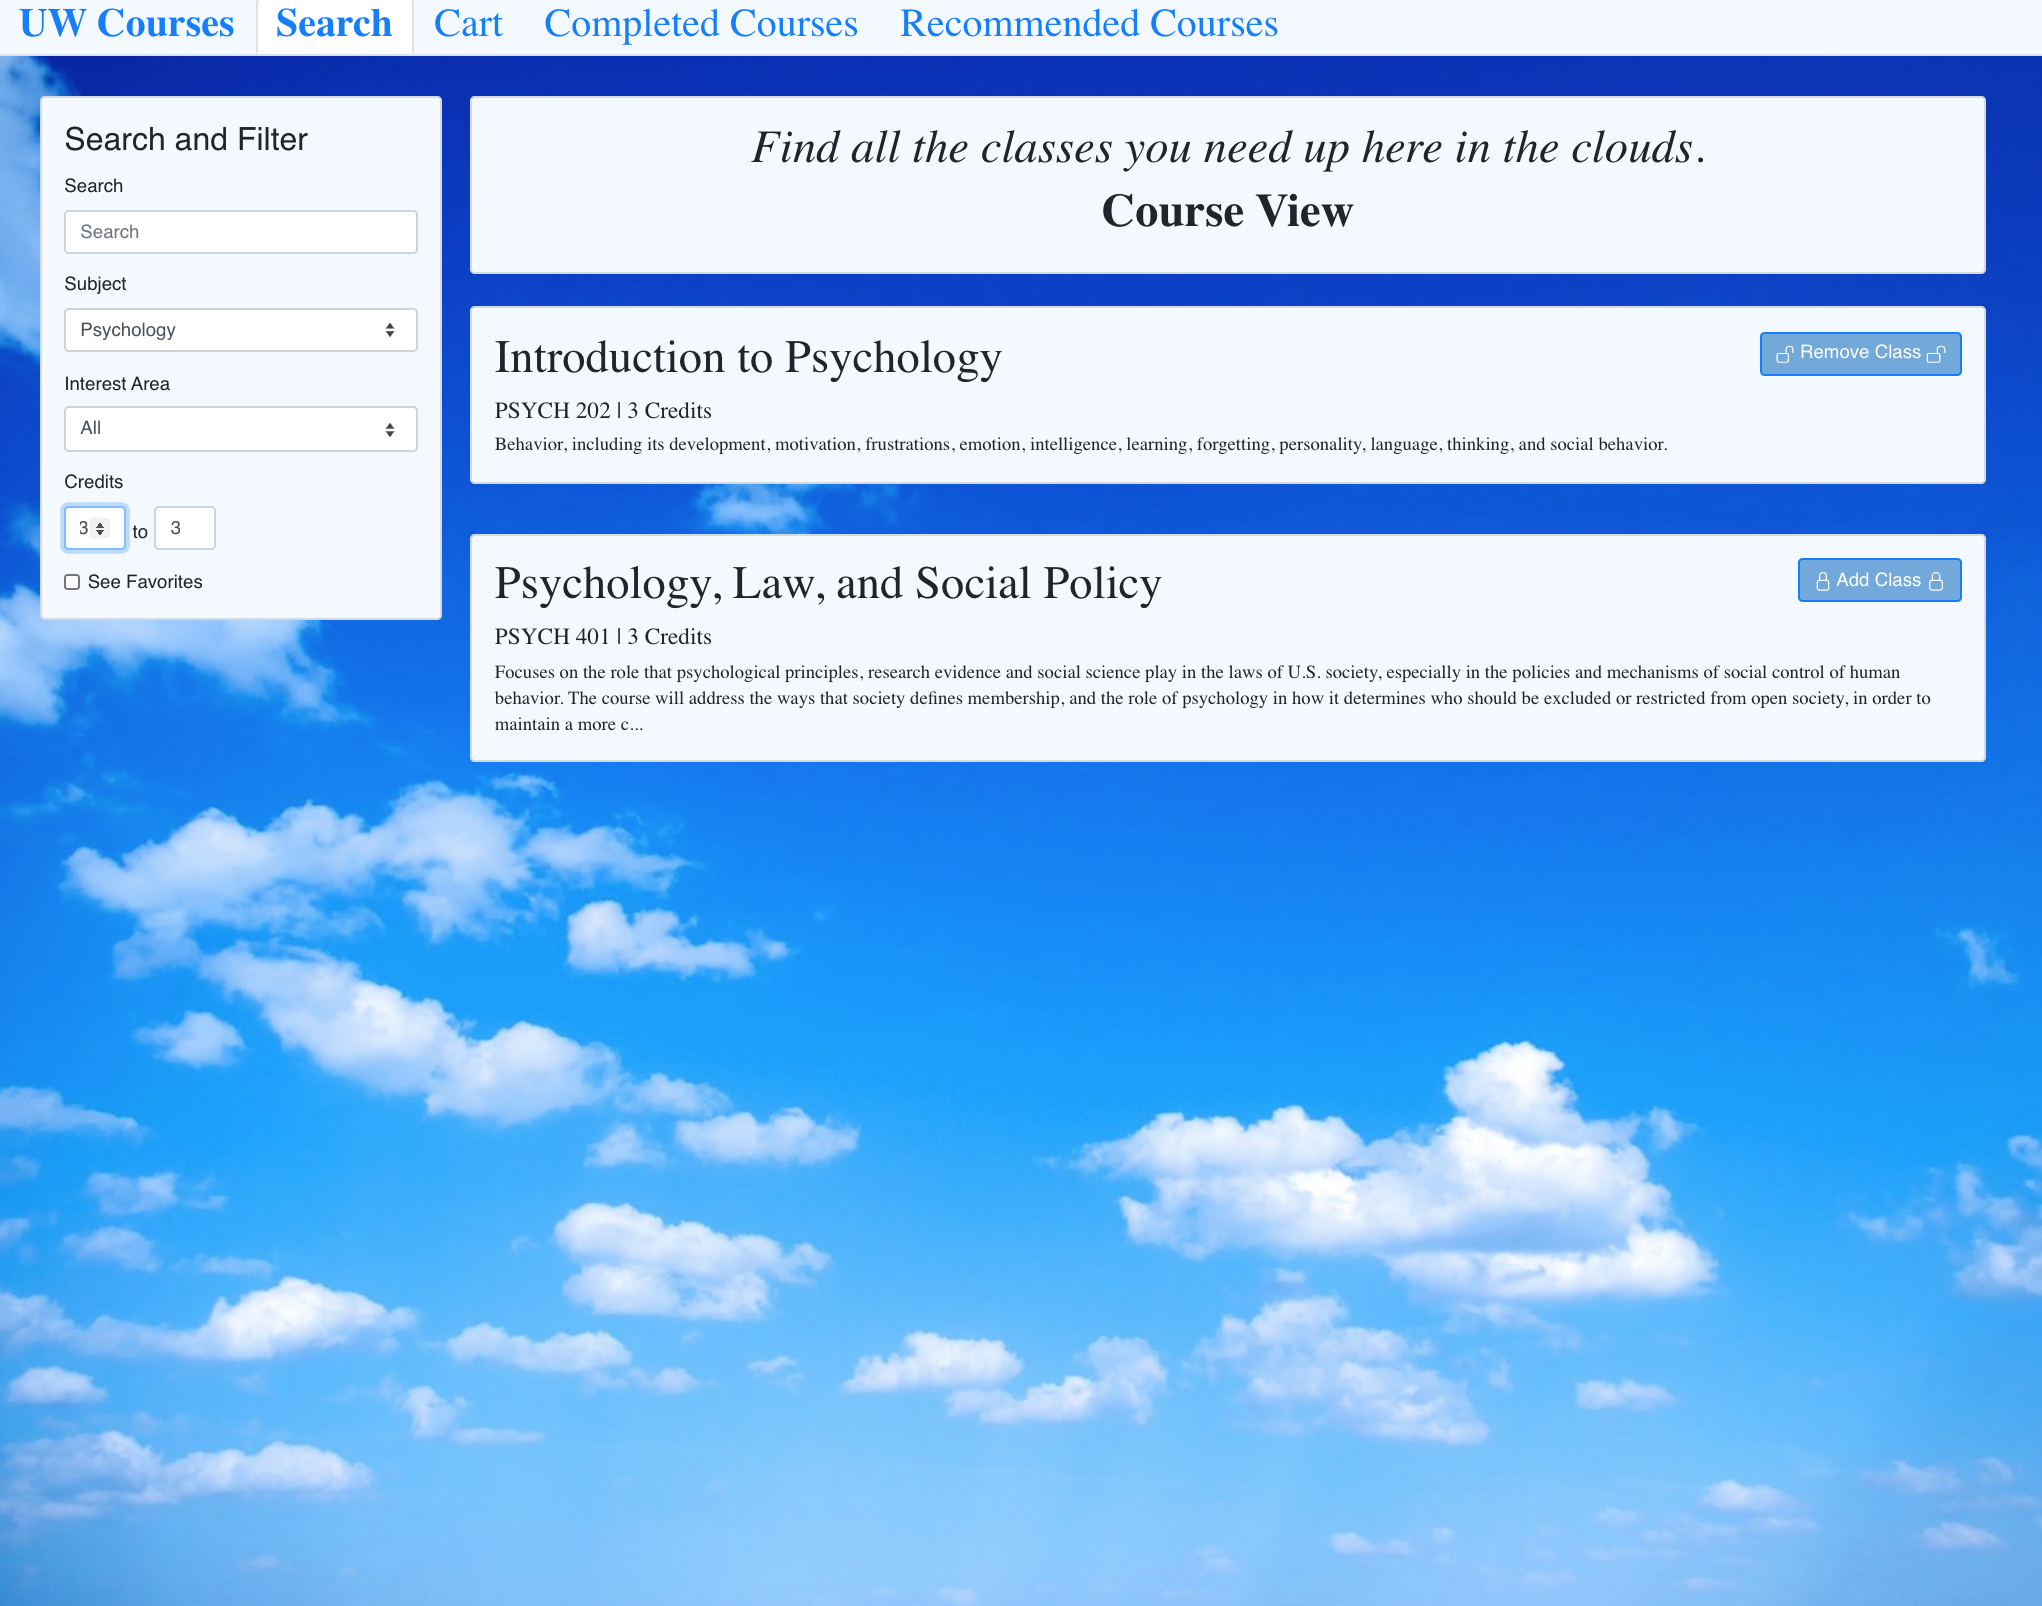 UW Courses Search Cart Completed Courses Recommended Courses
Search and Filter
Search
Search
Subject
Psychology
Interest Area
All
Credits
3 to 3
See Favorites
Find all the classes you need up here in the clouds.
Course View
Introduction to Psychology
Remove Class
PSYCH 202 | 3 Credits
Behavior, including its development, motivation, frustrations, emotion, intelligence, learning, forgetting, personality, language, thinking, and social behavior.
Psychology, Law, and Social Policy
Add Class
PSYCH 401 | 3 Credits
Focuses on the role that psychological principles, research evidence and social science play in the laws of U.S. society, especially in the policies and mechanisms of social control of human
behavior. The course will address the ways that society defines membership, and the role of psychology in how it determines who should be excluded or restricted from open society, in order to
maintain a more c...